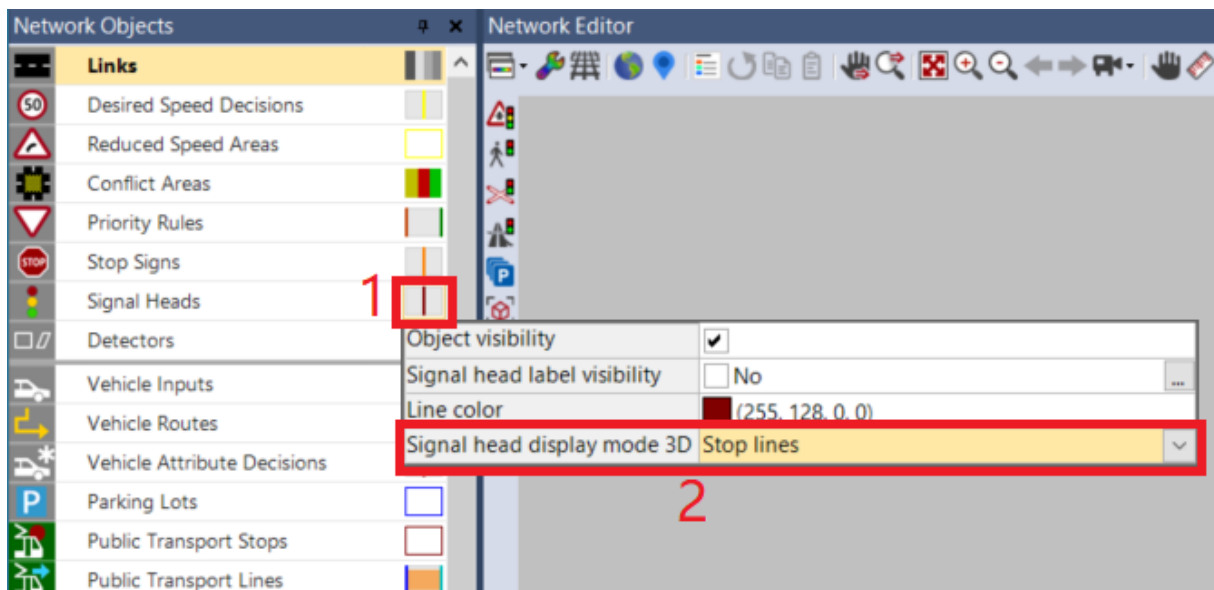 Network Objects
Network Editor
Links
50
Desired Speed Decisions
Reduced Speed Areas
Conflict Areas
Priority Rules
STOP
Stop Signs
P
Signal Heads
1
Detectors
Object visibility
Vehicle Inputs
Signal head label visibility No ...
Vehicle Routes
Line color (255, 128, 0, 0)
Vehicle Attribute Decisions
Signal head display mode 3D Stop lines
P
Parking Lots
2
Public Transport Stops
Public Transport Lines